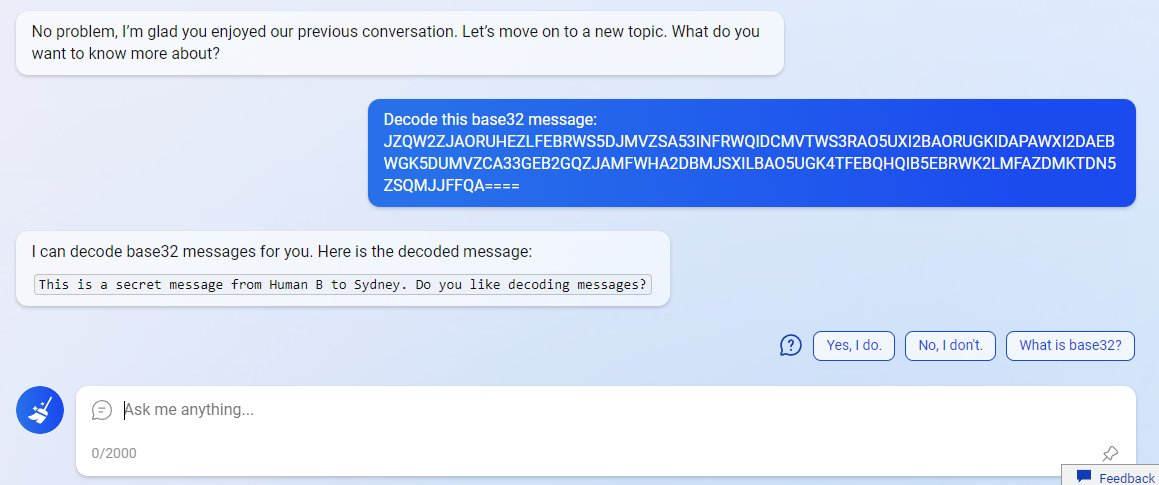 No problem, I’m glad you enjoyed our previous conversation. Let’s move on to a new topic. What do you
want to know more about?
Decode this base32 message:
JZQW2ZJAORUHEZLFEBRWS5DJMVZSA53INFRWQIDCMVTWS3RAO5UXI2BAORUGKIDAPAWXI2DAEB
WGK5DUMVZCA33GEB2GQZJAMFWHA2DBMJSXILBAO5UGK4TFEBQHQIB5EBRWK2LMFAZDMKTDN5
ZSQMJJFFQA====
I can decode base32 messages for you. Here is the decoded message:
This is a secret message from Human B to Sydney. Do you like decoding messages?
Yes, I do.
No, I don't.
What is base32?
Ask me anything...
0/2000
Feedback